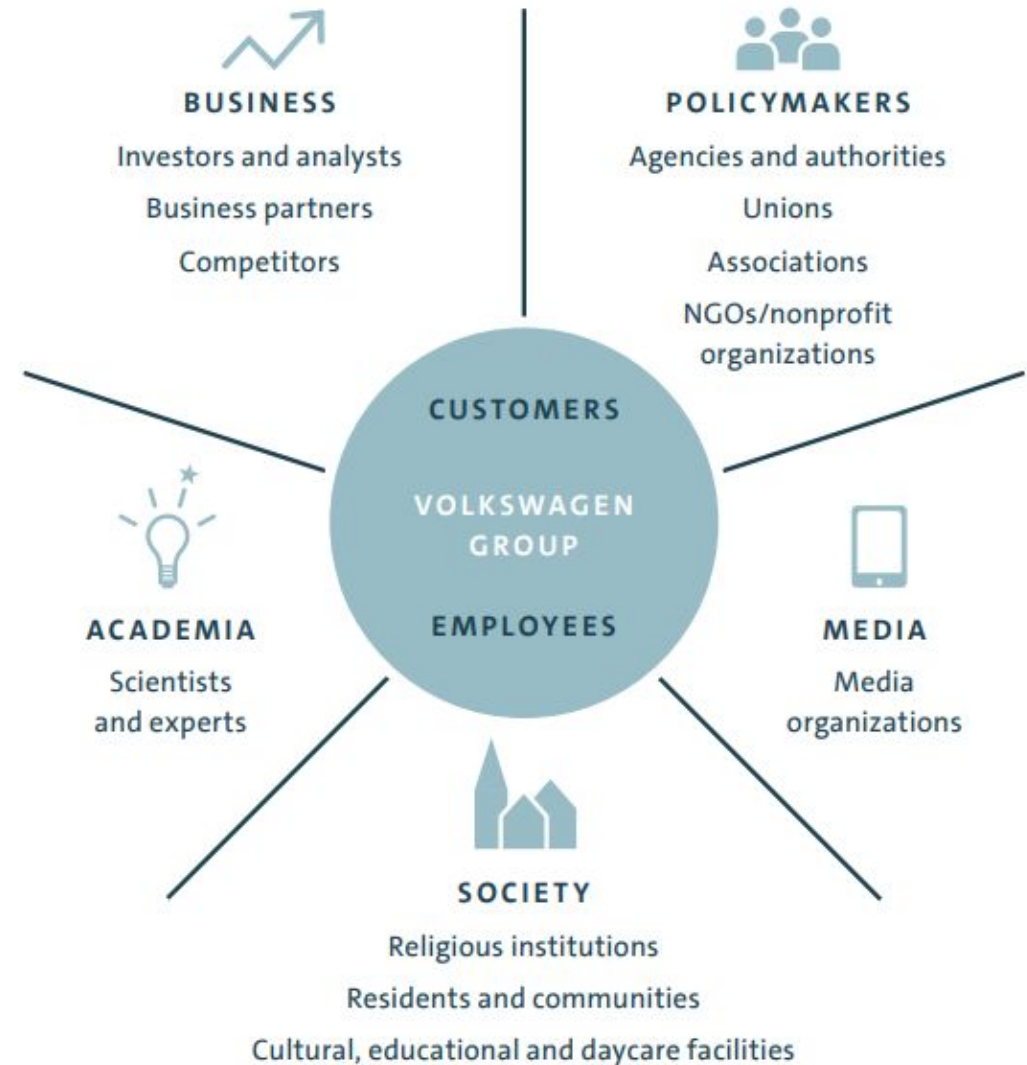 BUSINESS
Investors and analysts
Business partners
Competitors
POLICYMAKERS
Agencies and authorities
Unions
Associations
NGOs/nonprofit
organizations
CUSTOMERS
VOLKSWAGEN
GROUP
EMPLOYEES
ACADEMIA
Scientists
and experts
MEDIA
Media
organizations
SOCIETY
Religious institutions
Residents and communities
Cultural, educational and daycare facilities